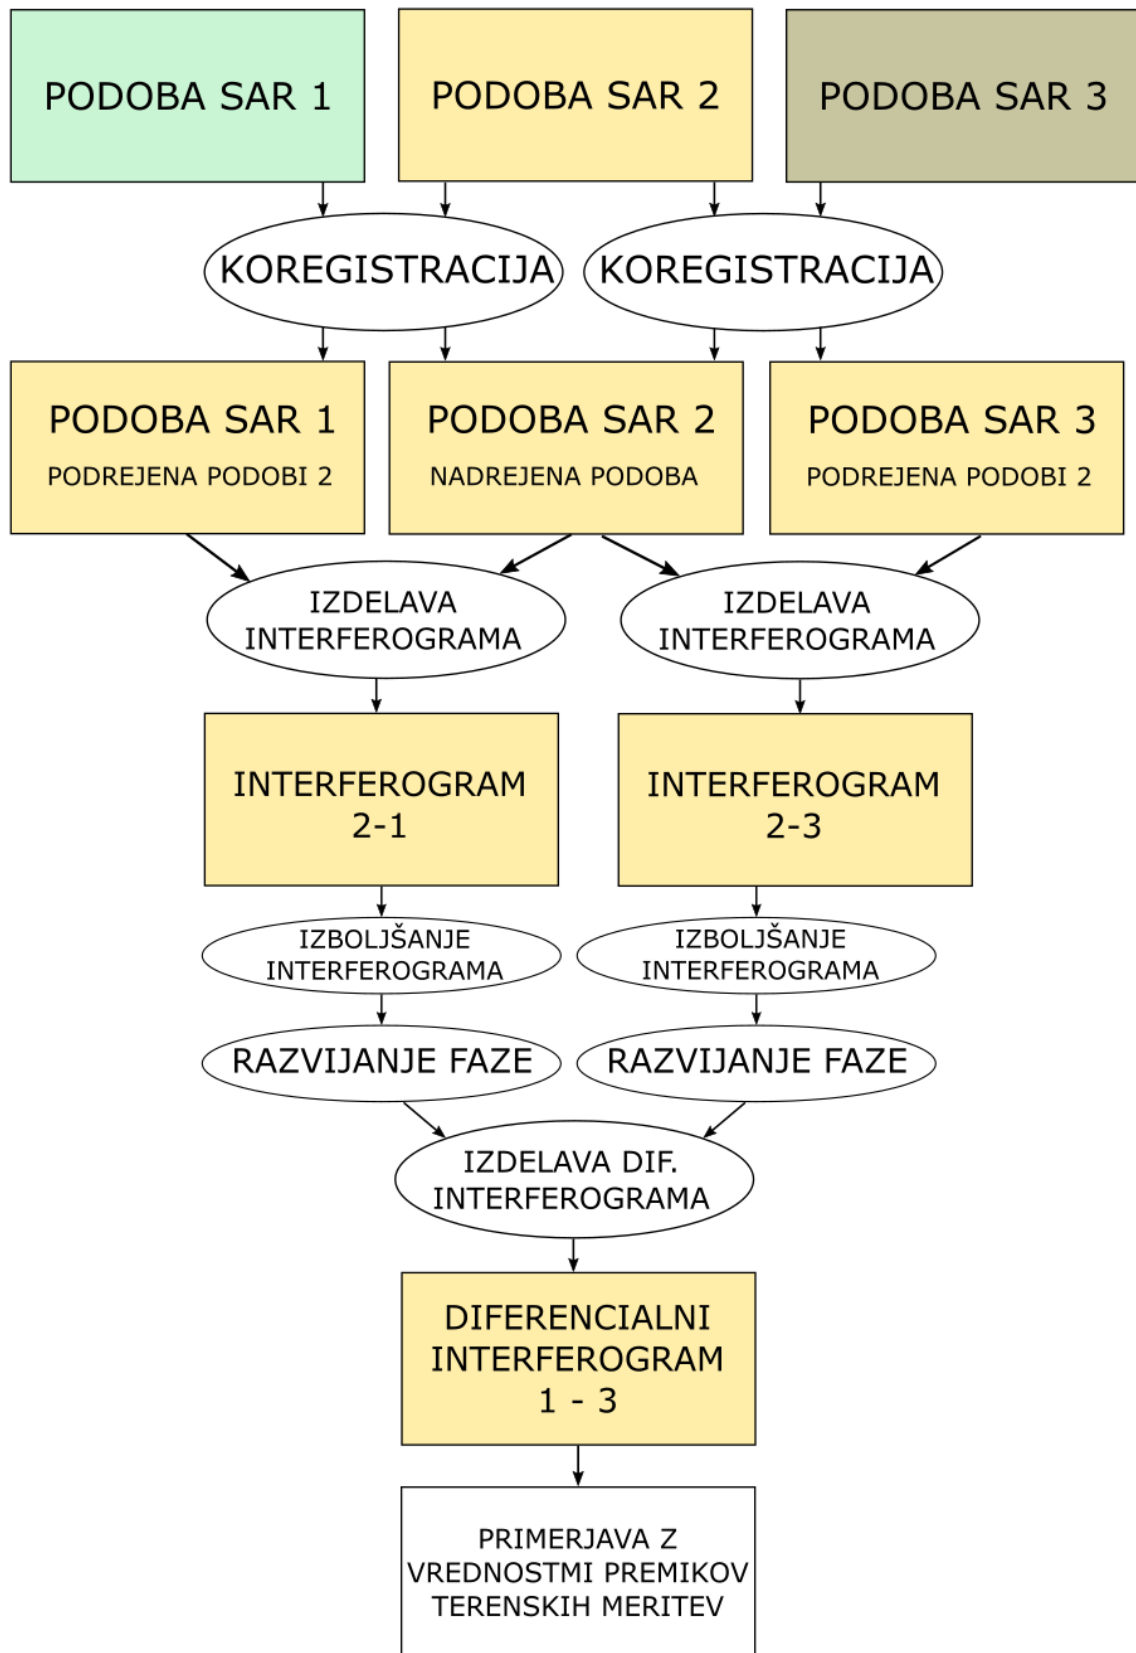 PODOBA SAR 1
PODOBA SAR 2
PODOBA SAR 3
KOREGISTRACIJA
KOREGISTRACIJA
PODOBA SAR 1
PODREJENA PODOBI 2
PODOBA SAR 2
NADREJENA PODOBA
PODOBA SAR 3
PODREJENA PODOBI 2
IZDELAVA
INTERFEROGRAMA
IZDELAVA
INTERFEROGRAMA
INTERFEROGRAM
2-1
INTERFEROGRAM
2-3
IZBOLJŠANJE
INTERFEROGRAMA
IZBOLJŠANJE
INTERFEROGRAMA
RAZVIJANJE FAZE
RAZVIJANJE FAZE
IZDELAVA DIF.
INTERFEROGRAMA
DIFERENCIALNI
INTERFEROGRAM
1 - 3
PRIMERJAVA Z
VREDNOSTMI PREMIKOV
TERENSKIH MERITEV